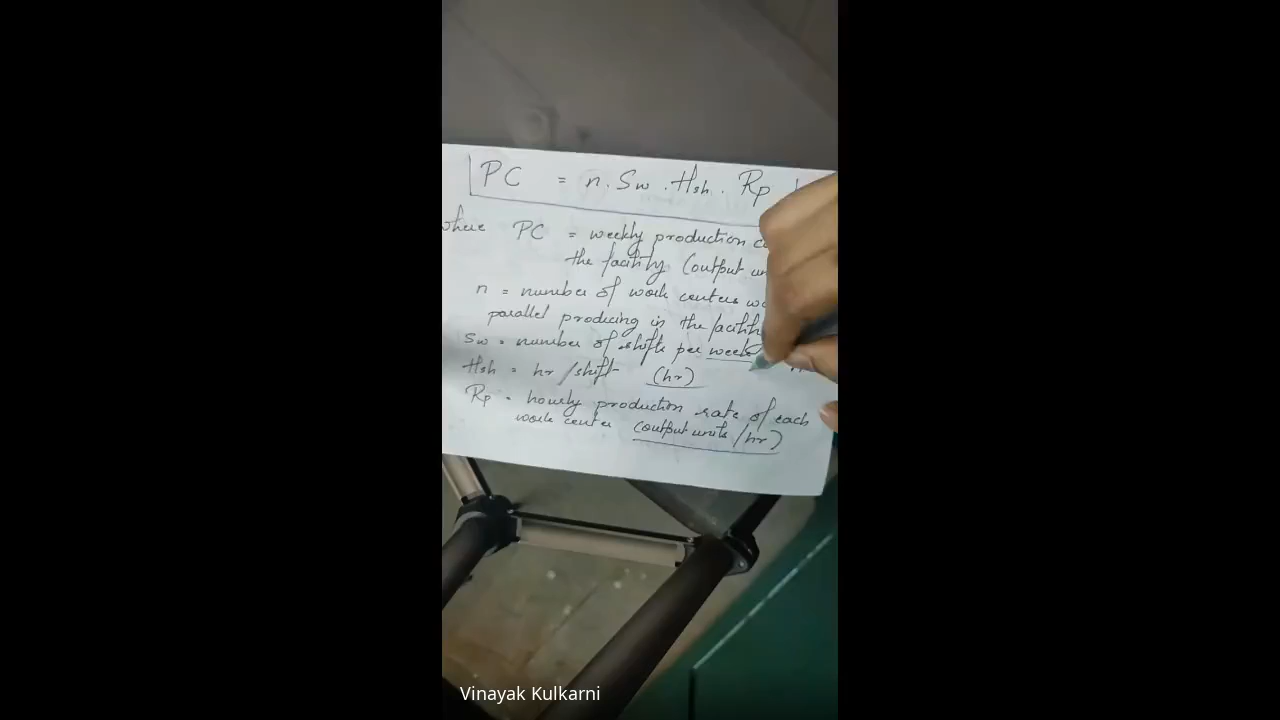 PC = n. Sw. Hsh. Rp
where PC = weekly production
the facility (output
n = number of work centers
parallel producing in the
Sw = number of shifts per week
Hsh = hr /shift (hr)
Rp = hourly production rate of each
work center (output units /hr)
Vinayak Kulkarni